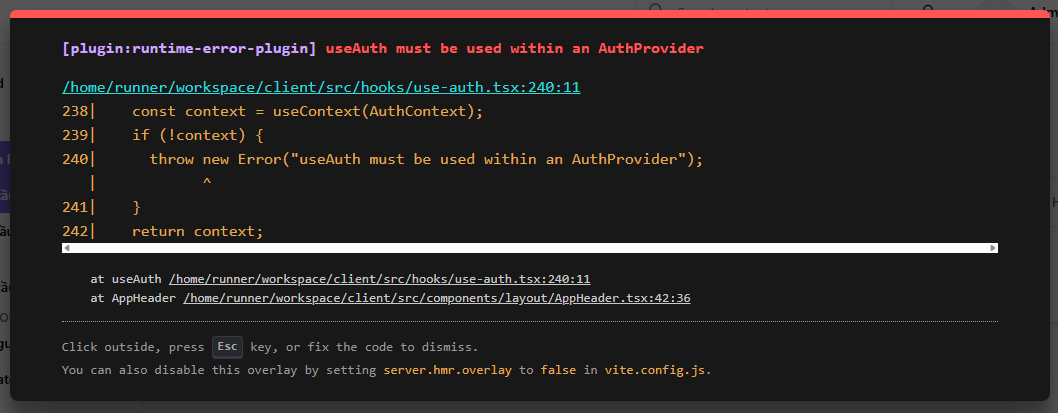 [plugin:runtime-error-plugin] useAuth must be used within an AuthProvider
/home/runner/workspace/client/src/hooks/use-auth.tsx:240:11
238|    const context = useContext(AuthContext);
239|    if (!context) {
240|      throw new Error("useAuth must be used within an AuthProvider");
   |            ^
241|    }
242|    return context;
at useAuth /home/runner/workspace/client/src/hooks/use-auth.tsx:240:11
at AppHeader /home/runner/workspace/client/src/components/layout/AppHeader.tsx:42:36
Click outside, press Esc key, or fix the code to dismiss.
You can also disable this overlay by setting server.hmr.overlay to false in vite.config.js.